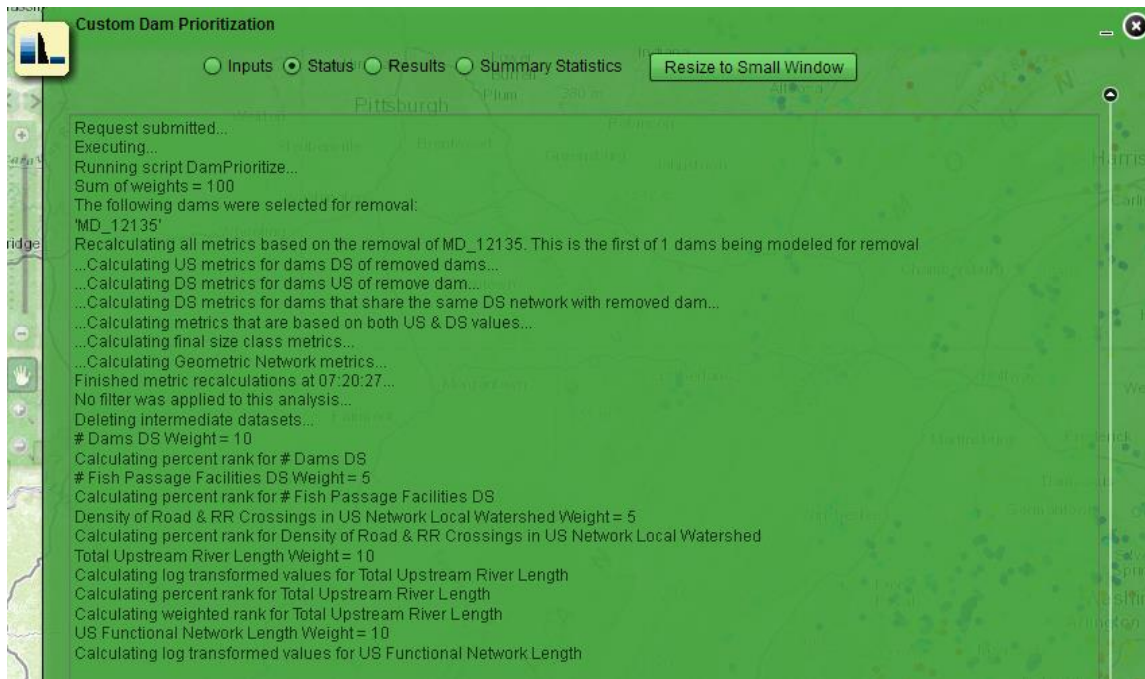 Custom Dam Prioritization
Inputs Status Results Summary Statistics Resize to Small Window
Pittsburgh
Request submitted...
Executing...
Running script DamPrioritize...
Sum of weights = 100
The following dams were selected for removal:
'MD_12135'
Recalculating all metrics based on the removal of MD_12135. This is the first of 1 dams being modeled for removal
...Calculating US metrics for dams DS of removed dams...
...Calculating DS metrics for dams US of remove dam...
...Calculating DS metrics for dams that share the same DS network with removed dam...
...Calculating metrics that are based on both US & DS values...
...Calculating final size class metrics...
...Calculating Geometric Network metrics...
Finished metric recalculations at 07:20:27...
No filter was applied to this analysis...
Deleting intermediate datasets...
# Dams DS Weight = 10
Calculating percent rank for # Dams DS
# Fish Passage Facilities DS Weight = 5
Calculating percent rank for # Fish Passage Facilities DS
Density of Road & RR Crossings in US Network Local Watershed Weight = 5
Calculating percent rank for Density of Road & RR Crossings in US Network Local Watershed
Total Upstream River Length Weight = 10
Calculating log transformed values for Total Upstream River Length
Calculating percent rank for Total Upstream River Length
Calculating weighted rank for Total Upstream River Length
US Functional Network Length Weight = 10
Calculating log transformed values for US Functional Network Length